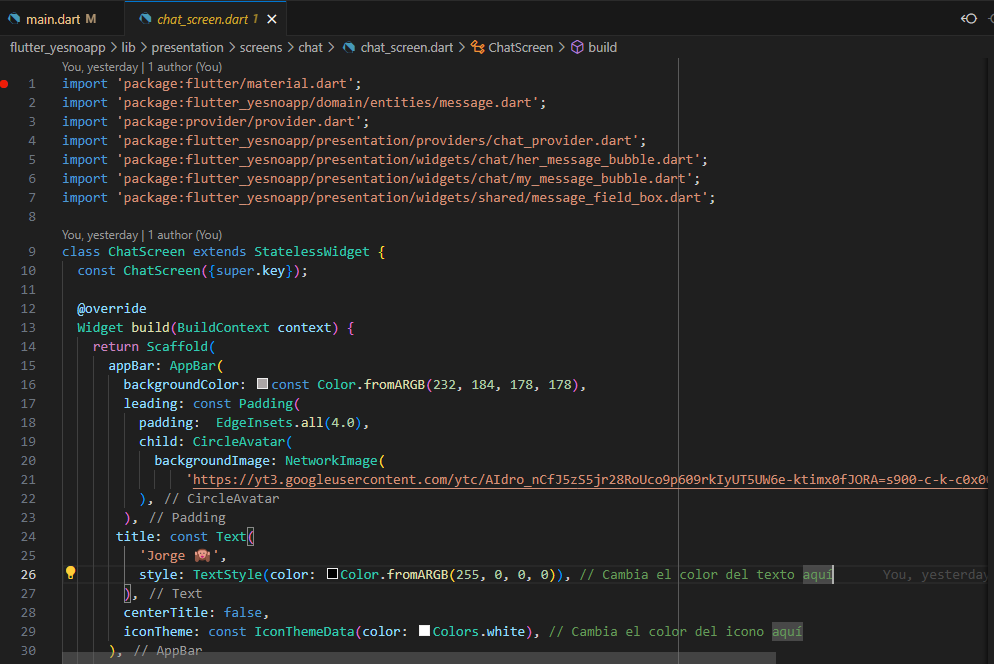 main.dart M chat_screen.dart 1
flutter_yesnoapp > lib > presentation > screens > chat > chat_screen.dart > ChatScreen > build
You, yesterday | 1 author (You)
1 import 'package:flutter/material.dart';
2 import 'package:flutter_yesnoapp/domain/entities/message.dart';
3 import 'package:provider/provider.dart';
4 import 'package:flutter_yesnoapp/presentation/providers/chat_provider.dart';
5 import 'package:flutter_yesnoapp/presentation/widgets/chat/her_message_bubble.dart';
6 import 'package:flutter_yesnoapp/presentation/widgets/chat/my_message_bubble.dart';
7 import 'package:flutter_yesnoapp/presentation/widgets/shared/message_field_box.dart';
8
You, yesterday | 1 author (You)
9 class ChatScreen extends StatelessWidget {
10 const ChatScreen({super.key});
11
12 @override
13 Widget build(BuildContext context) {
14 return Scaffold(
15 appBar: AppBar(
16 backgroundColor: const Color.fromARGB(232, 184, 178, 178),
17 leading: const Padding(
18 padding:  EdgeInsets.all(4.0),
19 child: CircleAvatar(
20 backgroundImage: NetworkImage(
21 'https://yt3.googleusercontent.com/ytc/AIdro_nCfJ5zS5jr28RoUco9p609rkIyUT5UW6e-ktimx0fJORA=s900-c-k-c0x0
22 ), // CircleAvatar
23 ), // Padding
24 title: const Text(
25 'Jorge 🙉',
26 style: TextStyle(color: Color.fromARGB(255, 0, 0, 0)), // Cambia el color del texto aquí You, yesterday
27 ), // Text
28 centerTitle: false,
29 iconTheme: const IconThemeData(color: Colors.white), // Cambia el color del icono aquí
30 ), // AppBar